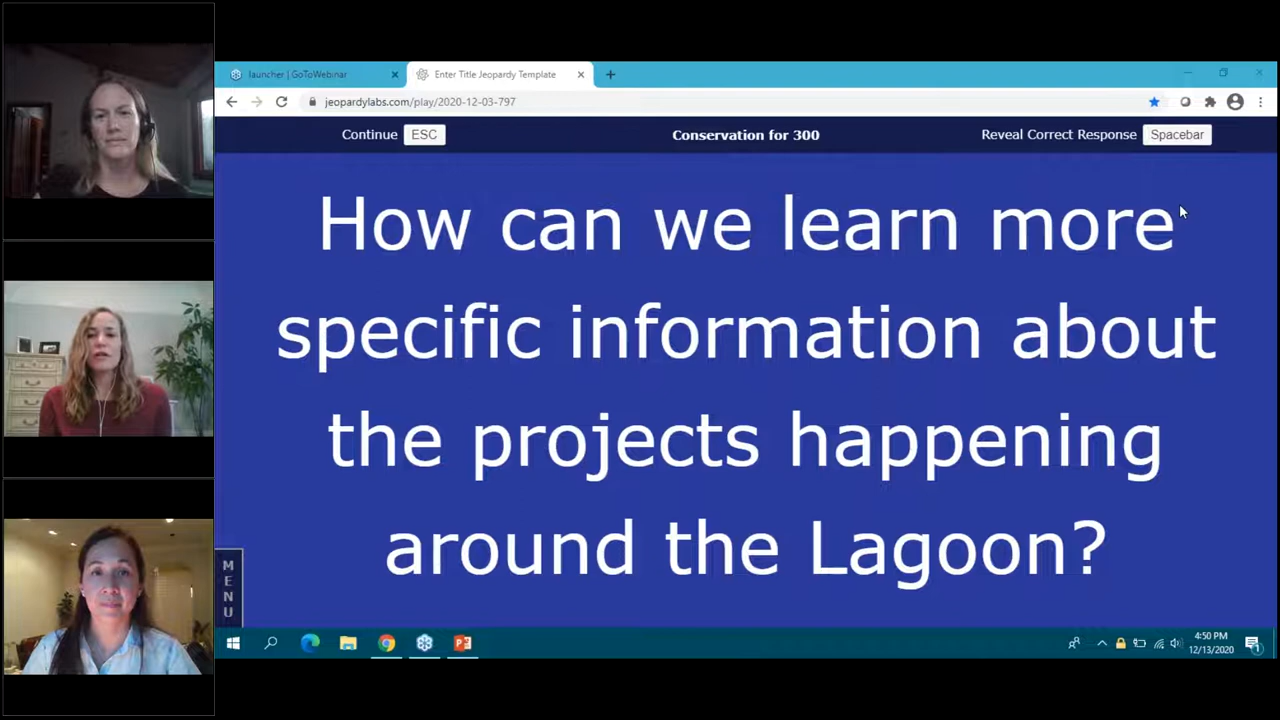 launcher | GoToWebinar
Enter Title Jeopardy Template
jeopardylabs.com/play/2020-12-03-797
Continue ESC
Conservation for 300
Reveal Correct Response Spacebar
How can we learn more
specific information about
the projects happening
around the Lagoon?
MENU
4:50 PM
12/13/2020
1